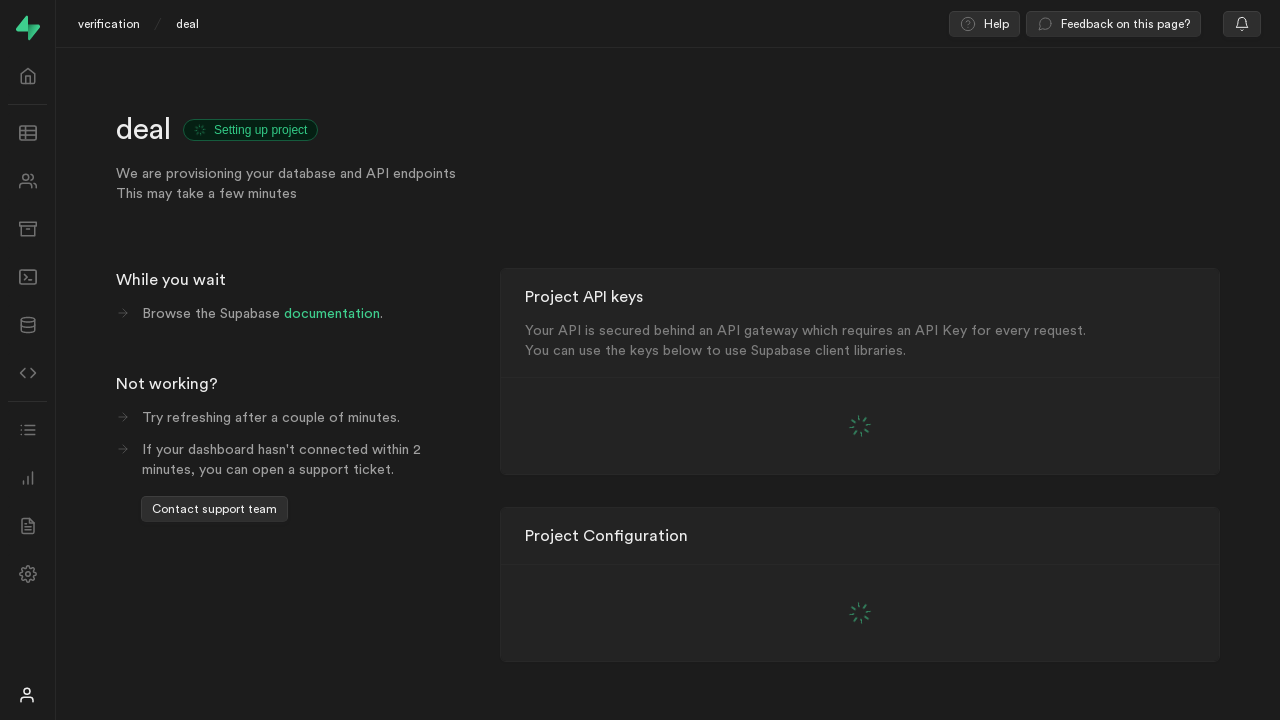 verification / deal
Help
Feedback on this page?
deal
Setting up project
We are provisioning your database and API endpoints
This may take a few minutes
While you wait
Browse the Supabase documentation.
Not working?
Try refreshing after a couple of minutes.
If your dashboard hasn't connected within 2
minutes, you can open a support ticket.
Contact support team
Project API keys
Your API is secured behind an API gateway which requires an API Key for every request.
You can use the keys below to use Supabase client libraries.
Project Configuration